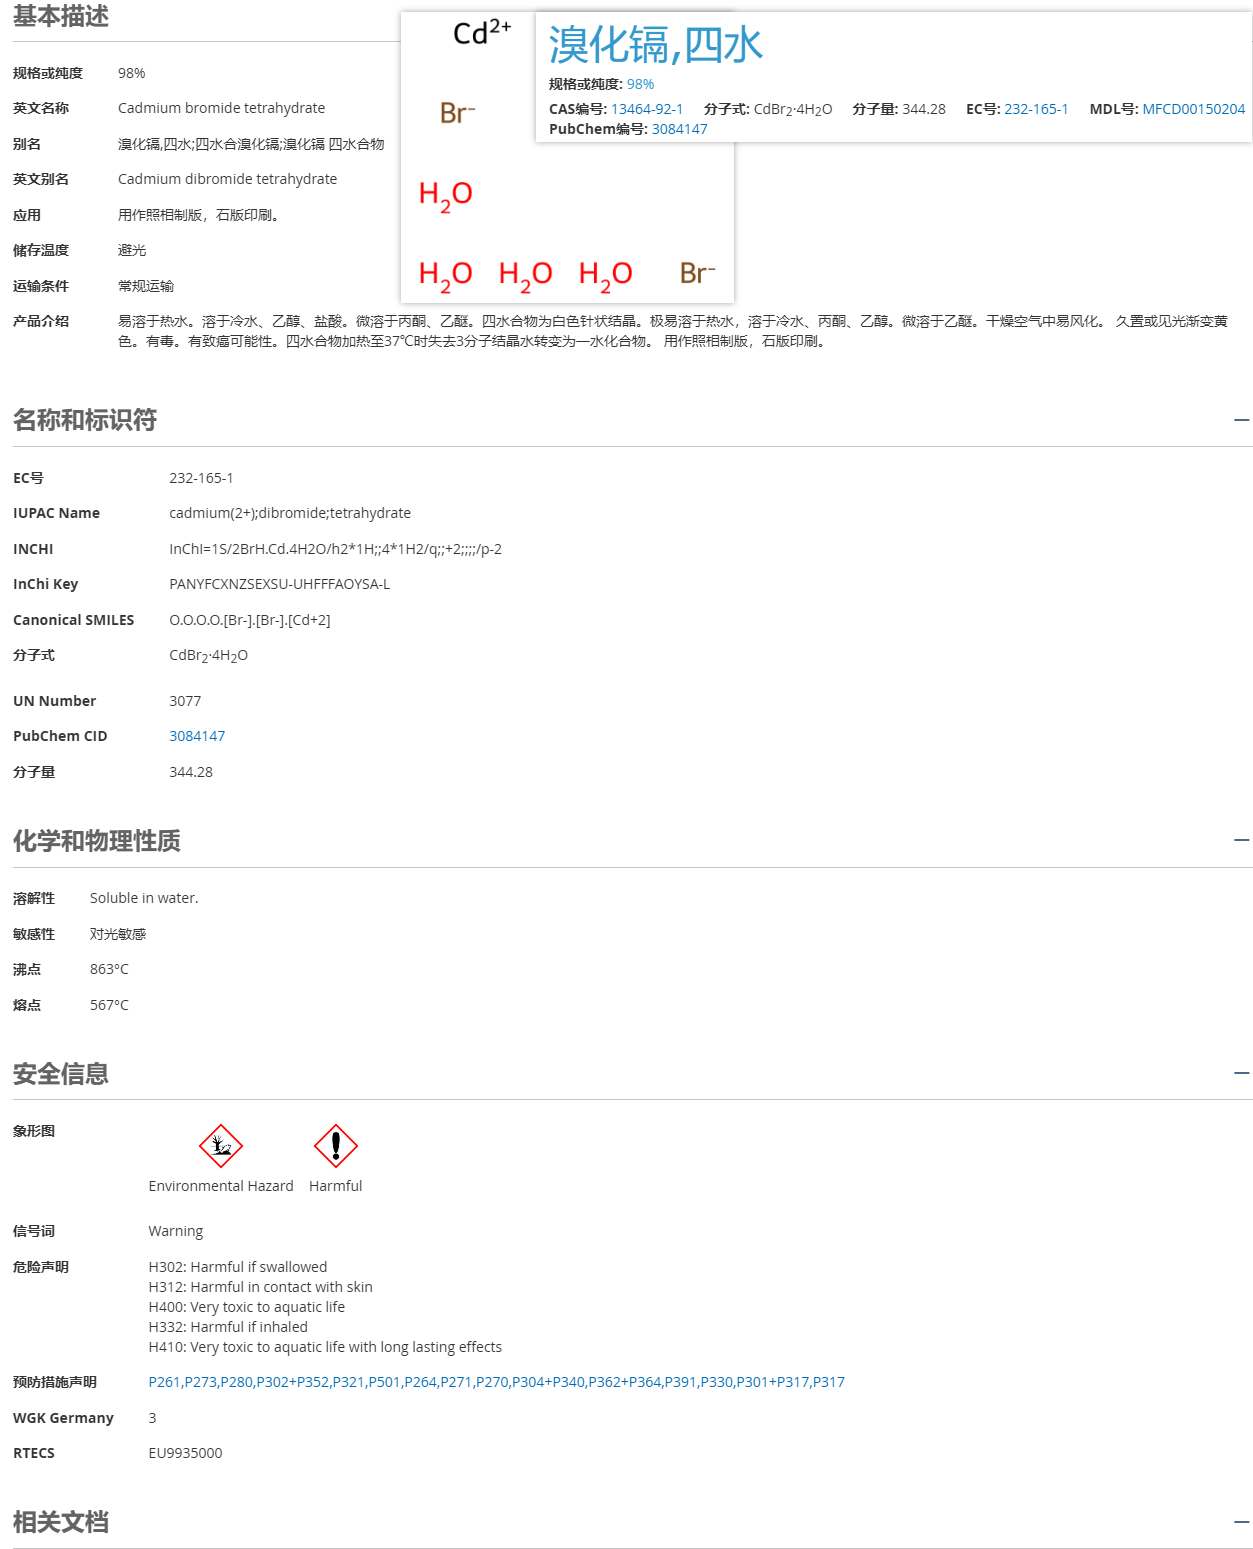 基本描述
规格或纯度 98%
英文名称 Cadmium bromide tetrahydrate
别名 溴化镉,四水;四水合溴化镉;溴化镉 四水合物
英文别名 Cadmium dibromide tetrahydrate
应用 用作照相制版，石版印刷。
储存温度 避光
运输条件 常规运输
产品介绍 易溶于热水。溶于冷水、乙醇、盐酸。微溶于丙酮、乙醚。四水合物为白色针状结晶。极易溶于热水，溶于冷水、丙酮、乙醇。微溶于乙醚。干燥空气中易风化。 久置或见光渐变黄
色。有毒。有致癌可能性。四水合物加热至37℃时失去3分子结晶水转变为一水化合物。 用作照相制版，石版印刷。
Cd²⁺
Br⁻
H₂O
H₂O H₂O H₂O Br⁻
溴化镉,四水
规格或纯度: 98%
CAS编号: 13464-92-1 分子式: CdBr₂·4H₂O 分子量: 344.28 EC号: 232-165-1 MDL号: MFCD00150204
PubChem编号: 3084147
名称和标识符
EC号 232-165-1
IUPAC Name cadmium(2+);dibromide;tetrahydrate
INCHI InChI=1S/2BrH.Cd.4H2O/h2*1H;;4*1H2/q;;+2;;;;/p-2
InChi Key PANYFCXNZSEXSU-UHFFFAOYSA-L
Canonical SMILES O.O.O.O.[Br-].[Br-].[Cd+2]
分子式 CdBr₂·4H₂O
UN Number 3077
PubChem CID 3084147
分子量 344.28
化学和物理性质
溶解性 Soluble in water.
敏感性 对光敏感
沸点 863°C
熔点 567°C
安全信息
象形图
Environmental Hazard Harmful
信号词 Warning
危险声明 H302: Harmful if swallowed
H312: Harmful in contact with skin
H400: Very toxic to aquatic life
H332: Harmful if inhaled
H410: Very toxic to aquatic life with long lasting effects
预防措施声明 P261,P273,P280,P302+P352,P321,P501,P264,P271,P270,P304+P340,P362+P364,P391,P330,P301+P317,P317
WGK Germany 3
RTECS EU9935000
相关文档